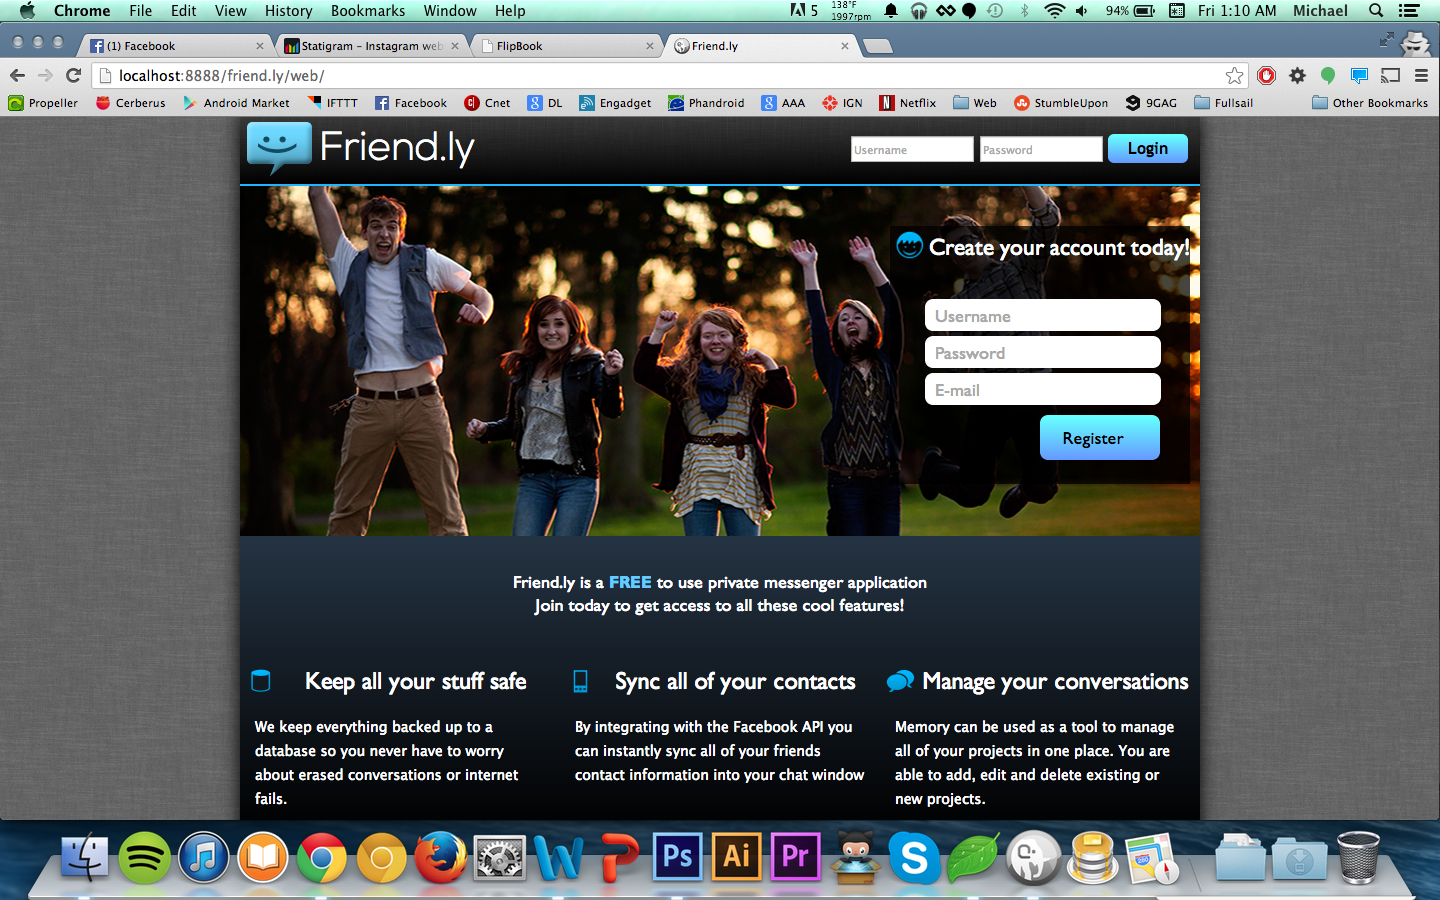 Chrome File Edit View History Bookmarks Window Help 5 138°F 1997rpm 94% Fri 1:10 AM Michael
(1) Facebook Statigram – Instagram web FlipBook Friend.ly
localhost:8888/friend.ly/web/
Propeller Cerberus Android Market IFTTT Facebook Cnet DL Engadget Phandroid AAA IGN Netflix Web StumbleUpon 9GAG Fullsail Other Bookmarks
Friend.ly
Username Password Login
Create your account today!
Username
Password
E-mail
Register
Friend.ly is a FREE to use private messenger application
Join today to get access to all these cool features!
Keep all your stuff safe
We keep everything backed up to a
database so you never have to worry
about erased conversations or internet
fails.
Sync all of your contacts
By integrating with the Facebook API you
can instantly sync all of your friends
contact information into your chat window
Manage your conversations
Memory can be used as a tool to manage
all of your projects in one place. You are
able to add, edit and delete existing or
new projects.
Ps Ai Pr